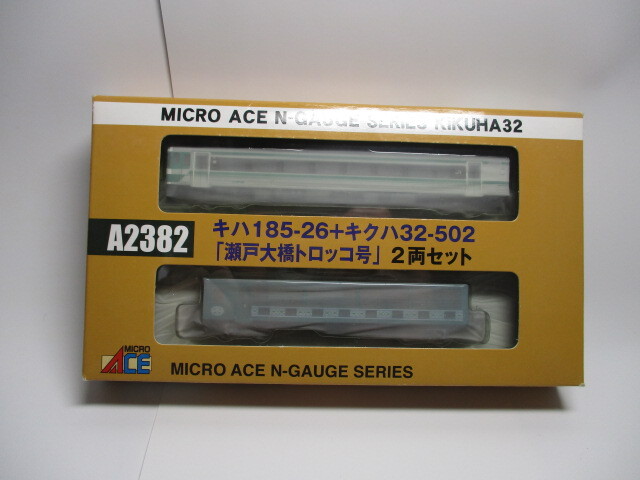 MICRO ACE N-GAUGE SERIES KIKUHA32
A2382
キハ185-26+キクハ32-502
「瀬戸大橋トロッコ号」2両セット
MICRO
ACE
MICRO ACE N-GAUGE SERIES